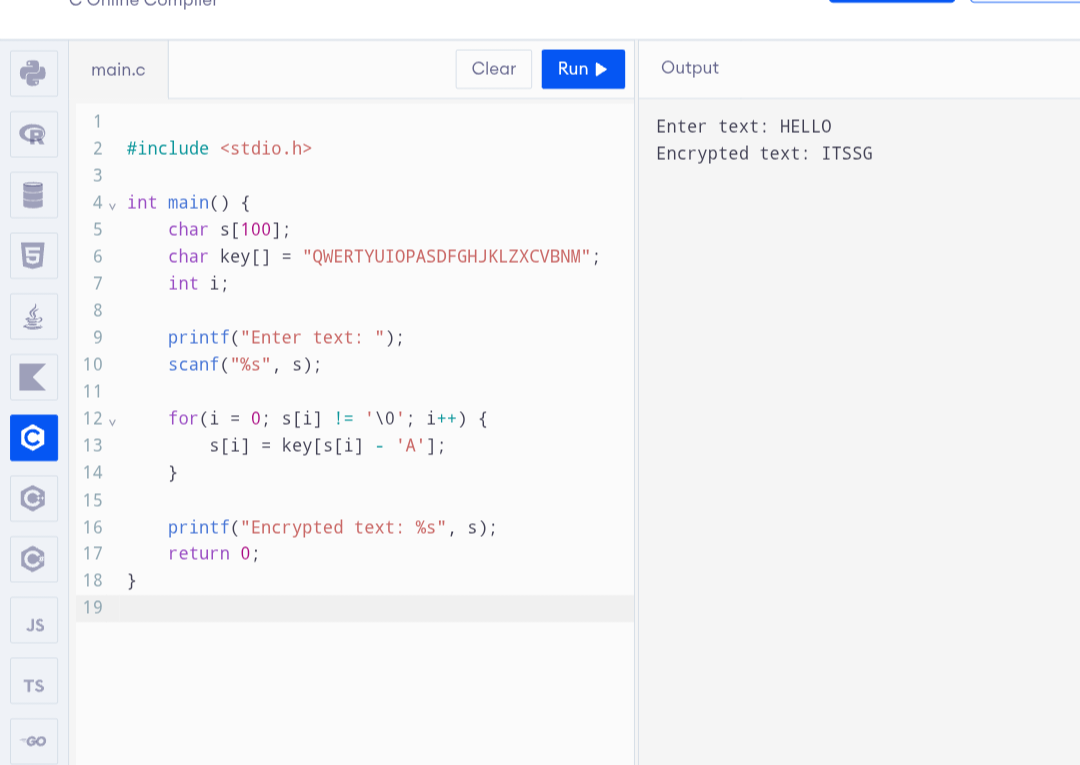 C Online Compiler
main.c
Clear
Run
Output
1
2 #include <stdio.h>
3
4 int main() {
5     char s[100];
6     char key[] = "QWERTYUIOPASDFGHJKLZXCVBNM";
7     int i;
8
9     printf("Enter text: ");
10     scanf("%s", s);
11
12     for(i = 0; s[i] != '\0'; i++) {
13         s[i] = key[s[i] - 'A'];
14     }
15
16     printf("Encrypted text: %s", s);
17     return 0;
18 }
19
Enter text: HELLO
Encrypted text: ITSSG
JS
TS
GO